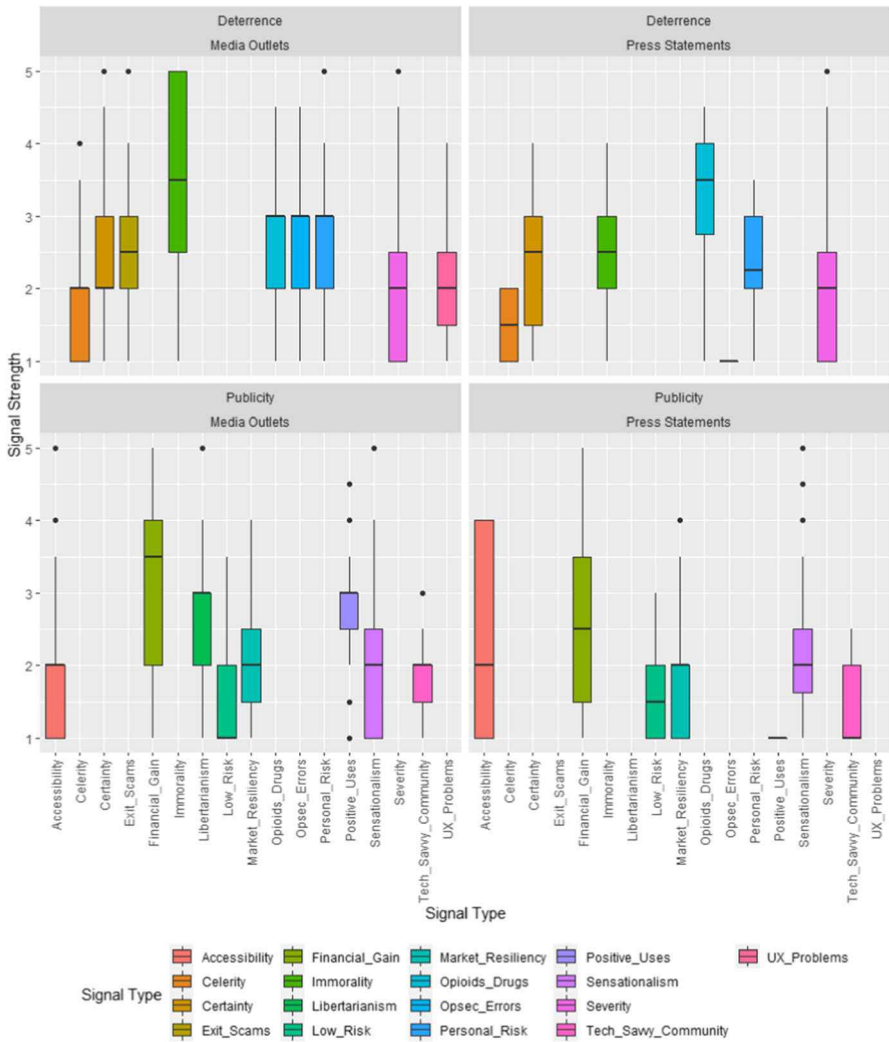 Deterrence
Media Outlets
Deterrence
Press Statements
5
4
3
2
1
Signal Strength
Publicity
Media Outlets
Publicity
Press Statements
5
4
3
2
1
Accessibility
Celerity
Certainty
Exit_Scams
Financial_Gain
Immorality
Libertarianism
Low_Risk
Market_Resiliency
Opioids_Drugs
Opsec_Errors
Personal_Risk
Positive_Uses
Sensationalism
Severity
Tech_Savvy_Community
UX_Problems
Accessibility
Celerity
Certainty
Exit_Scams
Financial_Gain
Immorality
Libertarianism
Low_Risk
Market_Resiliency
Opioids_Drugs
Opsec_Errors
Personal_Risk
Positive_Uses
Sensationalism
Severity
Tech_Savvy_Community
UX_Problems
Signal Type
Signal Type
Accessibility
Financial_Gain
Market_Resiliency
Positive_Uses
UX_Problems
Celerity
Immorality
Opioids_Drugs
Sensationalism
Certainty
Libertarianism
Opsec_Errors
Severity
Exit_Scams
Low_Risk
Personal_Risk
Tech_Savvy_Community